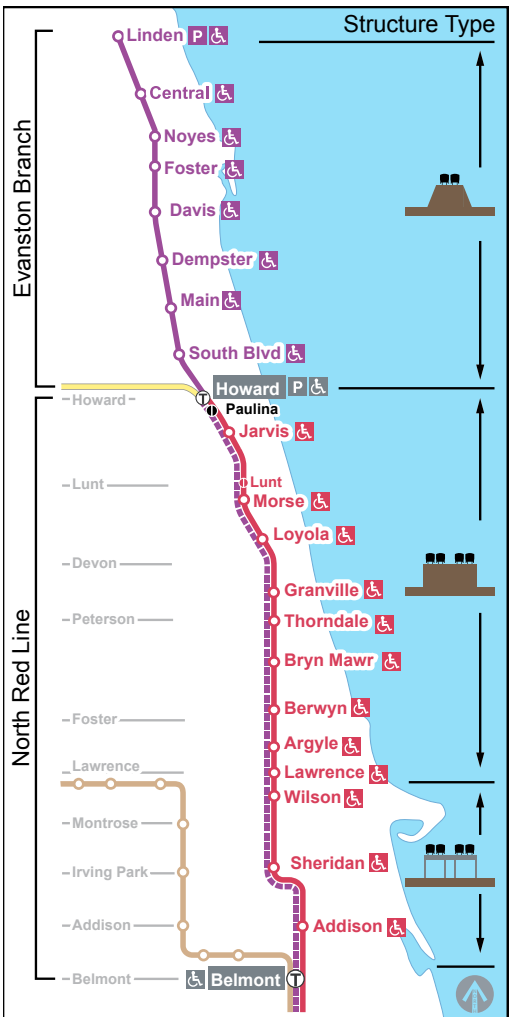 Structure Type
Evanston Branch
Linden P
Central
Noyes
Foster
Davis
Dempster
Main
South Blvd
T Howard P
Howard
Paulina
Jarvis
North Red Line
Lunt
Lunt
Morse
Loyola
Devon
Granville
Peterson
Thorndale
Bryn Mawr
Berwyn
Foster
Argyle
Lawrence
Lawrence
Wilson
Montrose
Sheridan
Irving Park
Addison
Addison
Belmont
Belmont T